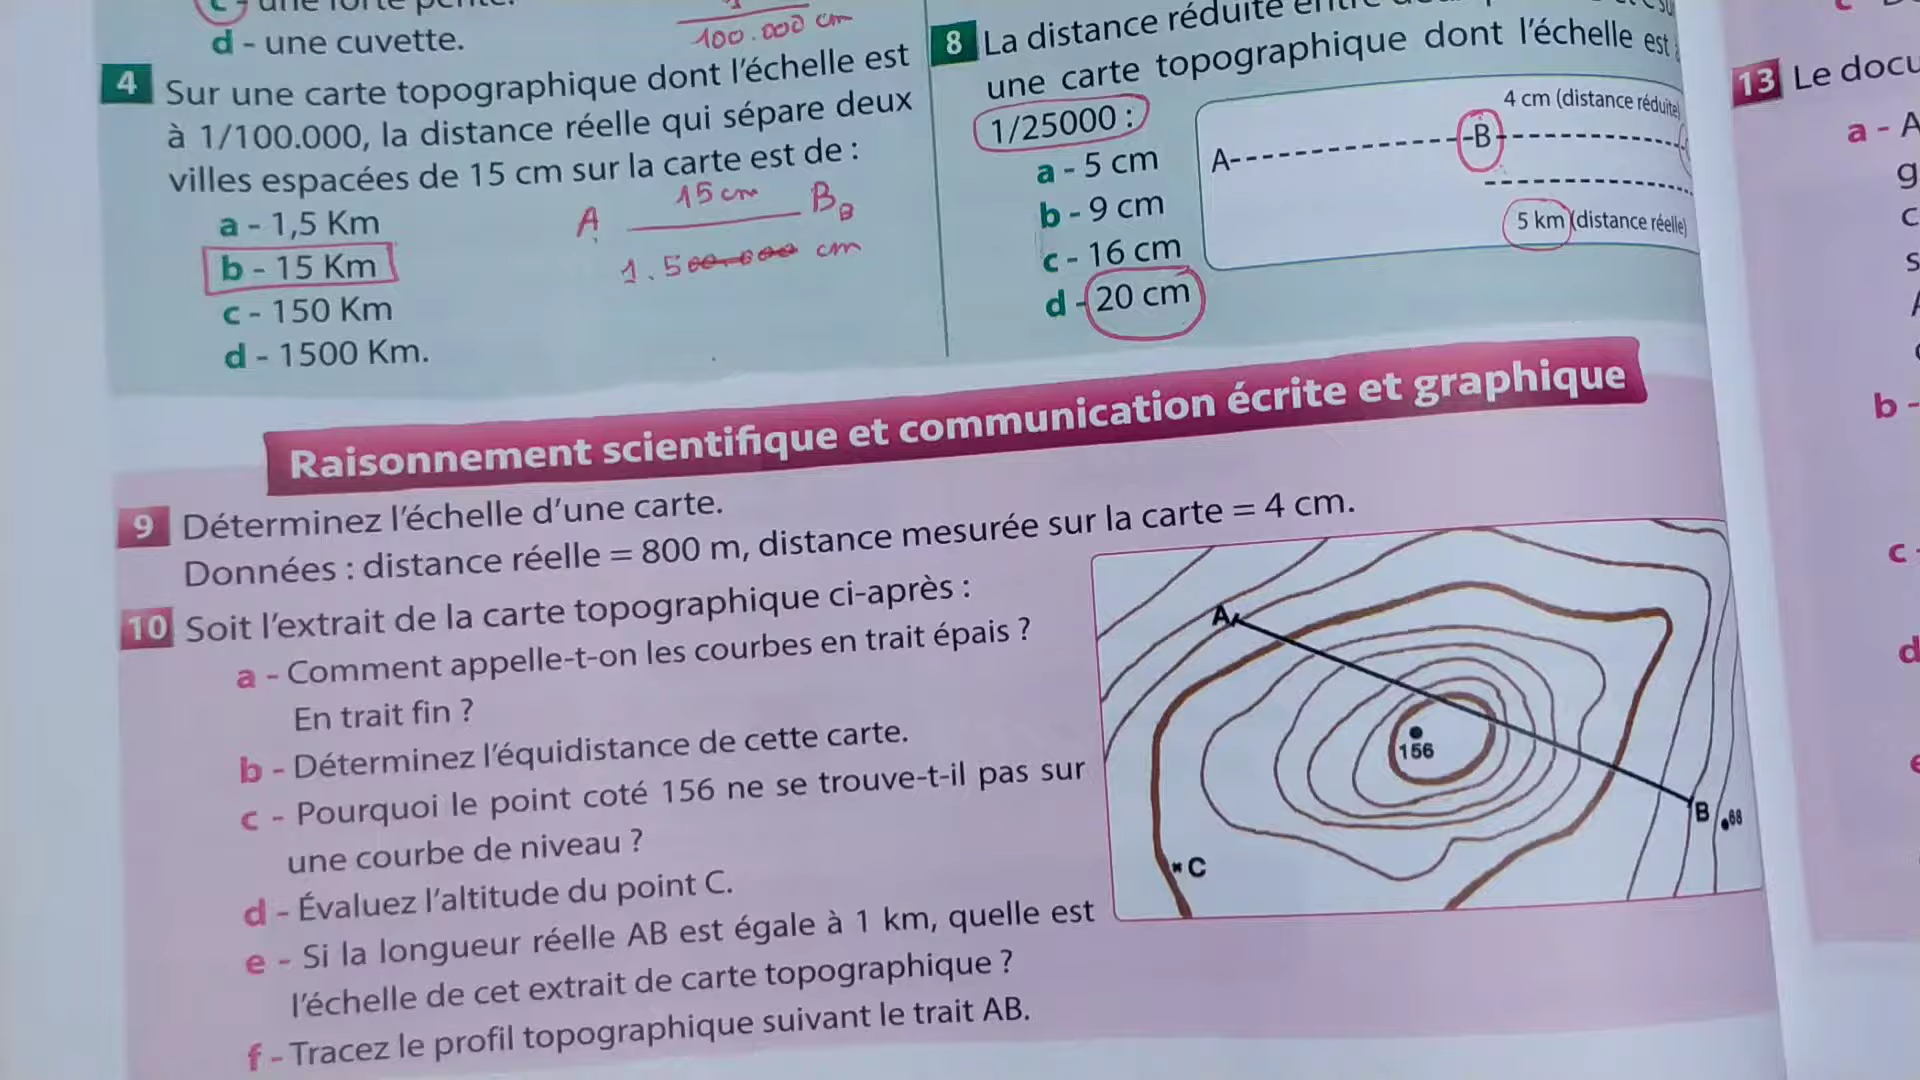 d - une cuvette.
100.000 cm
4 Sur une carte topographique dont l'échelle est
à 1/100.000, la distance réelle qui sépare deux
villes espacées de 15 cm sur la carte est de :
a - 1,5 Km
b - 15 Km
c - 150 Km
d - 1500 Km.
A 15 cm B
1.500.000 cm
8 La distance réduite
une carte topographique dont l'échelle est
1/25000 :
a - 5 cm
b - 9 cm
c - 16 cm
d - 20 cm
4 cm (distance réduite)
A B
5 km (distance réelle)
Raisonnement scientifique et communication écrite et graphique
9 Déterminez l'échelle d'une carte.
Données : distance réelle = 800 m, distance mesurée sur la carte = 4 cm.
10 Soit l'extrait de la carte topographique ci-après :
a - Comment appelle-t-on les courbes en trait épais ?
En trait fin ?
b - Déterminez l'équidistance de cette carte.
c - Pourquoi le point coté 156 ne se trouve-t-il pas sur
une courbe de niveau ?
d - Évaluez l'altitude du point C.
e - Si la longueur réelle AB est égale à 1 km, quelle est
l'échelle de cet extrait de carte topographique ?
f - Tracez le profil topographique suivant le trait AB.
A
156
B
68
C
13 Le
a - A
b -
c -
d